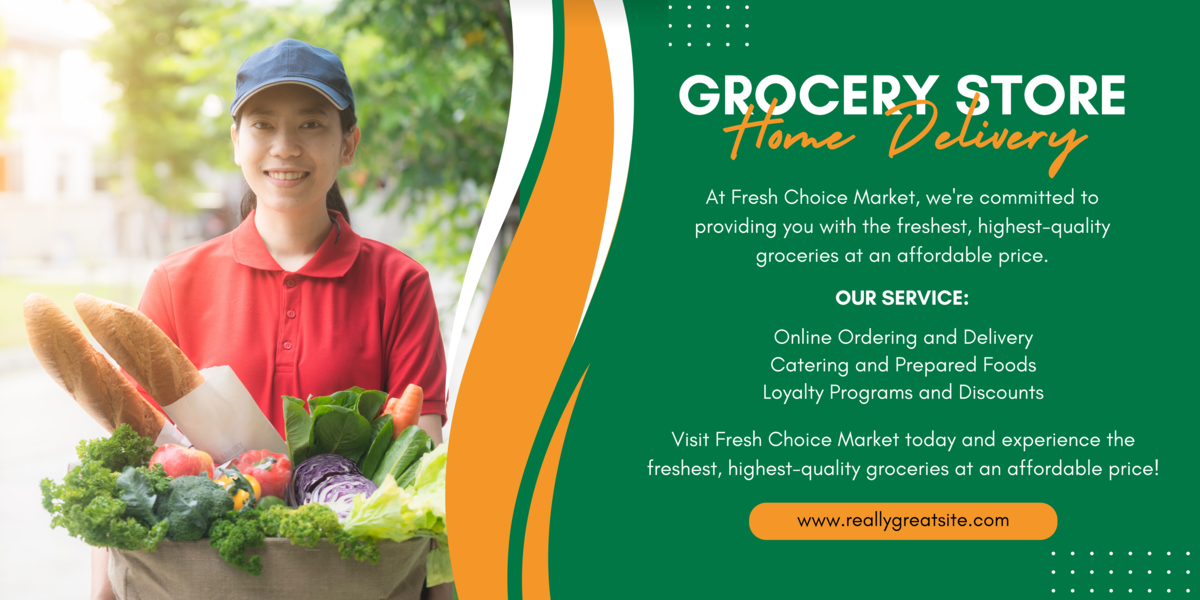 GROCERY STORE
Home Delivery
At Fresh Choice Market, we're committed to
providing you with the freshest, highest-quality
groceries at an affordable price.
OUR SERVICE:
Online Ordering and Delivery
Catering and Prepared Foods
Loyalty Programs and Discounts
Visit Fresh Choice Market today and experience the
freshest, highest-quality groceries at an affordable price!
www.reallygreatsite.com